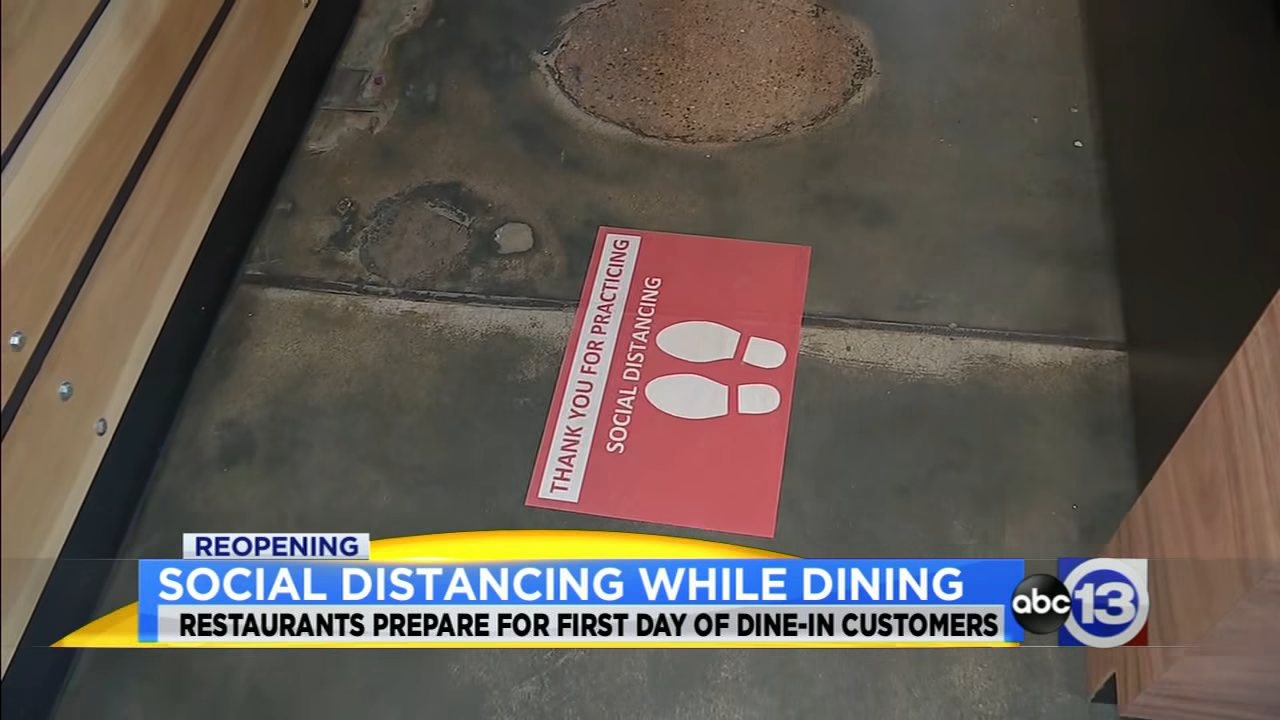 THANK YOU FOR PRACTICING
SOCIAL DISTANCING
REOPENING
SOCIAL DISTANCING WHILE DINING
RESTAURANTS PREPARE FOR FIRST DAY OF DINE-IN CUSTOMERS
abc 13